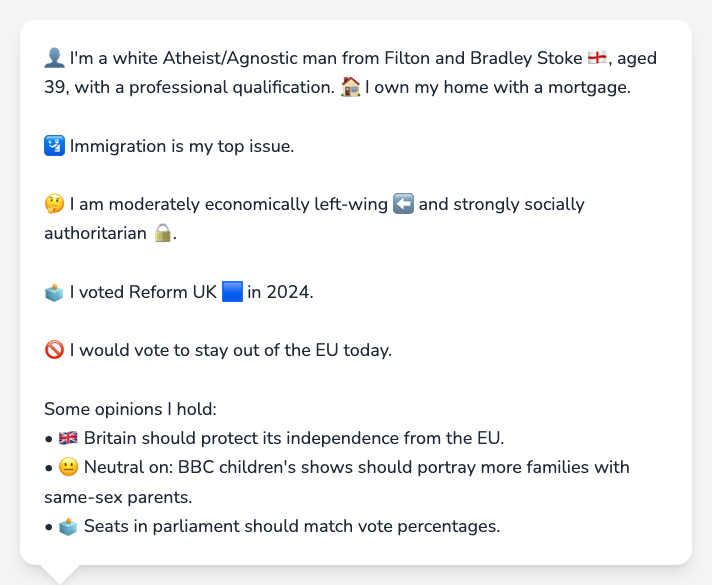 👤 I'm a white Atheist/Agnostic man from Filton and Bradley Stoke 🏴󠁧󠁢󠁥󠁮󠁧󠁿, aged
39, with a professional qualification. 🏠 I own my home with a mortgage.
🛂 Immigration is my top issue.
🤔 I am moderately economically left-wing ⬅️ and strongly socially
authoritarian 🔒.
🗳️ I voted Reform UK 🟦 in 2024.
🚫 I would vote to stay out of the EU today.
Some opinions I hold:
• 🇬🇧 Britain should protect its independence from the EU.
• 😐 Neutral on: BBC children's shows should portray more families with
same-sex parents.
• 🗳️ Seats in parliament should match vote percentages.